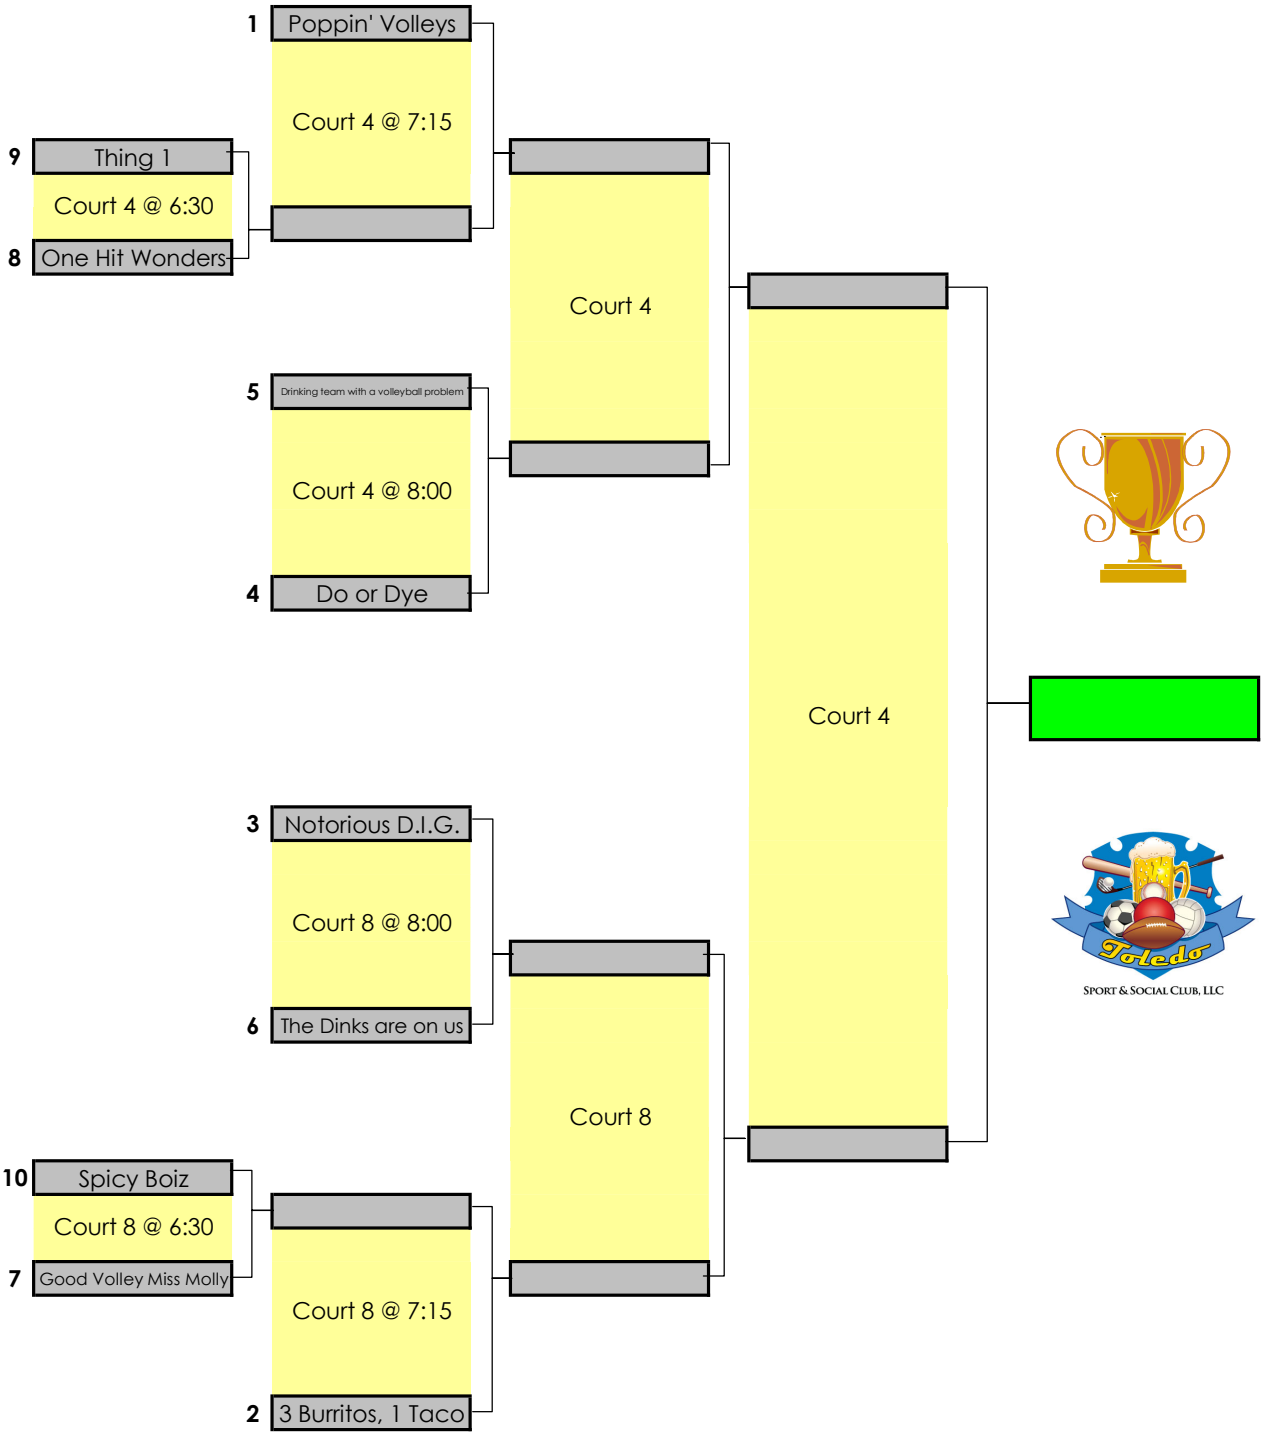 1 Poppin' Volleys
Court 4 @ 7:15
9 Thing 1
Court 4 @ 6:30
8 One Hit Wonders
Court 4
5 Drinking team with a volleyball problem
Court 4 @ 8:00
4 Do or Dye
Court 4
3 Notorious D.I.G.
Court 8 @ 8:00
6 The Dinks are on us
Toledo
SPORT & SOCIAL CLUB, LLC
Court 8
10 Spicy Boiz
Court 8 @ 6:30
7 Good Volley Miss Molly
Court 8 @ 7:15
2 3 Burritos, 1 Taco